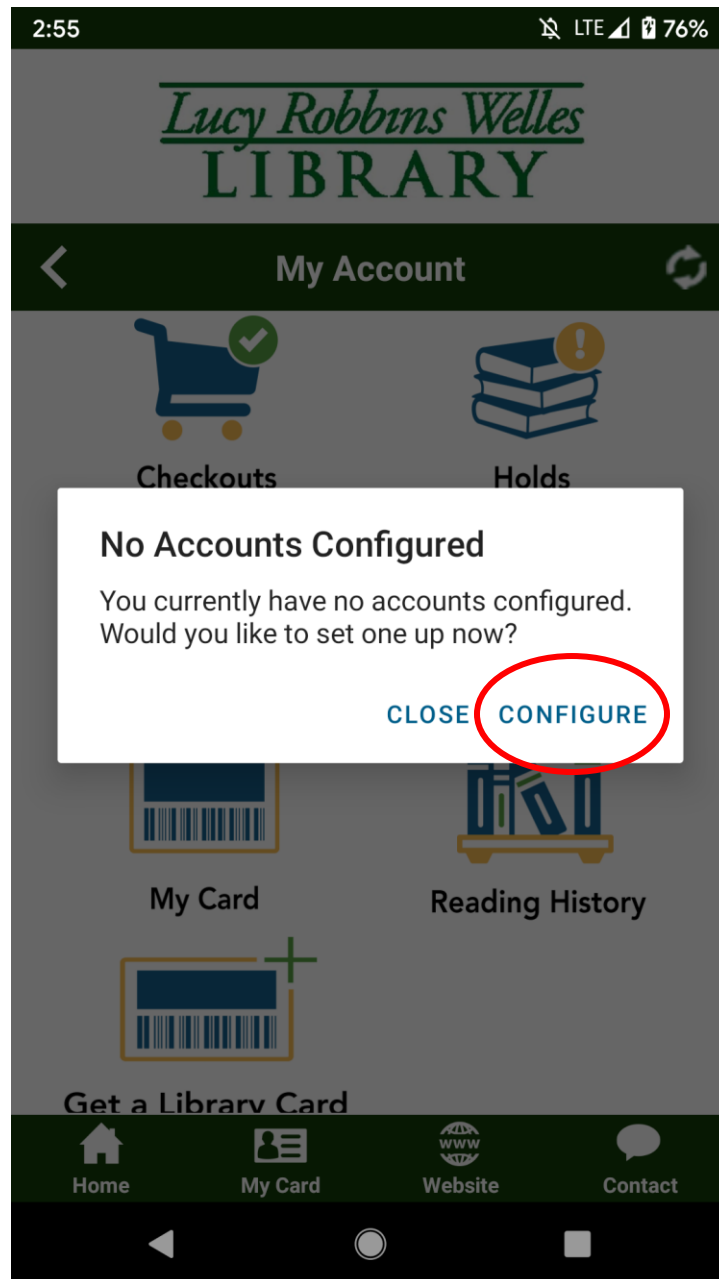 2:55 LTE 76%
Lucy Robbins Welles
LIBRARY
My Account
Checkouts Holds
No Accounts Configured
You currently have no accounts configured.
Would you like to set one up now?
CLOSE CONFIGURE
My Card Reading History
Get a Library Card
www
Home My Card Website Contact